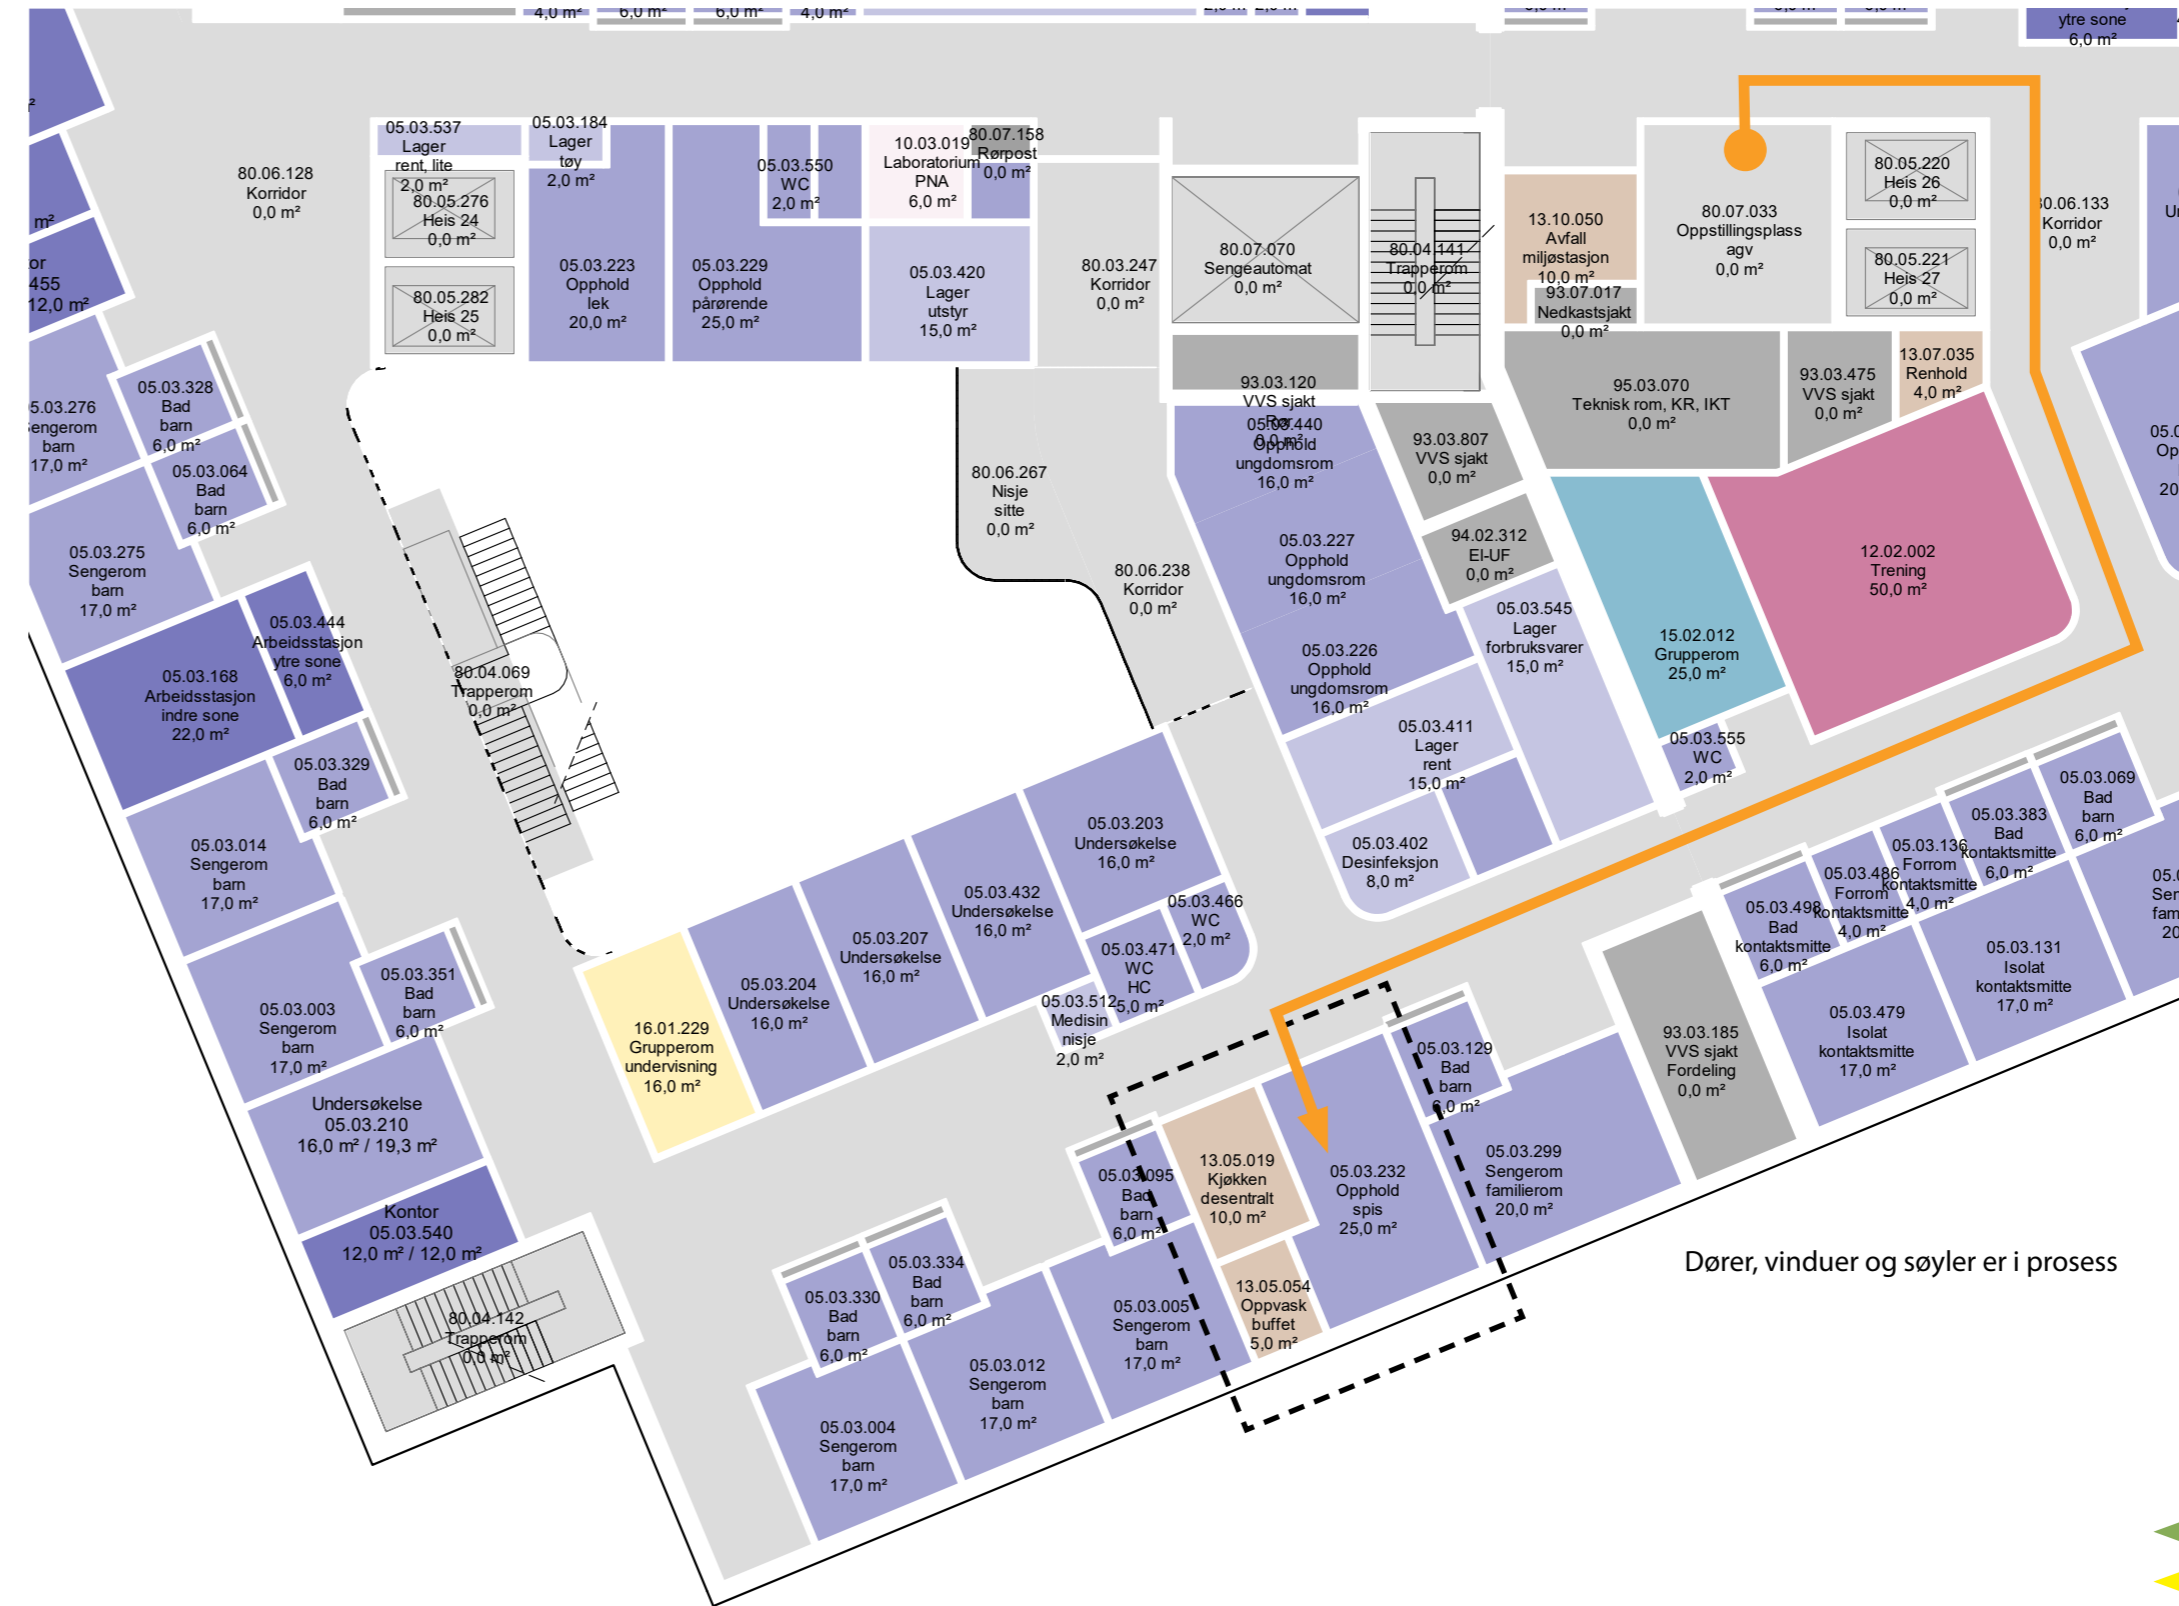 4,0 m²
6,0 m²
6,0 m²
4,0 m²
ytre sone
6,0 m²
05.03.537
Lager
rent, lite
2,0 m²
05.03.184
Lager
tøy
2,0 m²
10.03.019
Laboratorium
PNA
6,0 m²
80.07.158
Rørpost
0,0 m²
05.03.550
WC
2,0 m²
80.06.128
Korridor
0,0 m²
80.05.276
Heis 24
0,0 m²
80.05.282
Heis 25
0,0 m²
05.03.223
Opphold
lek
20,0 m²
05.03.229
Opphold
pårørende
25,0 m²
05.03.420
Lager
utstyr
15,0 m²
80.03.247
Korridor
0,0 m²
80.07.070
Sengeautomat
0,0 m²
80.04.141
Trapperom
0,0 m²
13.10.050
Avfall
miljøstasjon
10,0 m²
93.07.017
Nedkastsjakt
0,0 m²
80.07.033
Oppstillingsplass
agv
0,0 m²
80.05.220
Heis 26
0,0 m²
80.05.221
Heis 27
0,0 m²
80.06.133
Korridor
0,0 m²
m²
455
12,0 m²
05.03.328
Bad
barn
6,0 m²
5.03.276
Sengerom
barn
17,0 m²
05.03.064
Bad
barn
6,0 m²
93.03.120
VVS sjakt
Rør
0,0 m²
05.03.440
Opphold
ungdomsrom
16,0 m²
93.03.807
VVS sjakt
0,0 m²
95.03.070
Teknisk rom, KR, IKT
0,0 m²
93.03.475
VVS sjakt
0,0 m²
13.07.035
Renhold
4,0 m²
80.06.267
Nisje
sitte
0,0 m²
05.03.275
Sengerom
barn
17,0 m²
80.06.238
Korridor
0,0 m²
05.03.227
Opphold
ungdomsrom
16,0 m²
94.02.312
El-UF
0,0 m²
12.02.002
Trening
50,0 m²
05.03.444
Arbeidsstasjon
ytre sone
6,0 m²
05.03.168
Arbeidsstasjon
indre sone
22,0 m²
80.04.069
Trapperom
0,0 m²
05.03.226
Opphold
ungdomsrom
16,0 m²
05.03.545
Lager
forbruksvarer
15,0 m²
15.02.012
Grupperom
25,0 m²
05.03.411
Lager
rent
15,0 m²
05.03.555
WC
2,0 m²
05.03.329
Bad
barn
6,0 m²
05.03.014
Sengerom
barn
17,0 m²
05.03.203
Undersøkelse
16,0 m²
05.03.402
Desinfeksjon
8,0 m²
05.03.069
Bad
barn
6,0 m²
05.03.383
Bad
kontaktsmitte
6,0 m²
05.03.136
Forrom
kontaktsmitte
4,0 m²
05.03.486
Forrom
kontaktsmitte
4,0 m²
05.03.498
Bad
kontaktsmitte
6,0 m²
05.03.432
Undersøkelse
16,0 m²
05.03.466
WC
2,0 m²
05.03.207
Undersøkelse
16,0 m²
05.03.471
WC
HC
5,0 m²
05.03.204
Undersøkelse
16,0 m²
05.03.512
Medisin
nisje
2,0 m²
05.03.351
Bad
barn
6,0 m²
05.03.003
Sengerom
barn
17,0 m²
16.01.229
Grupperom
undervisning
16,0 m²
05.03.131
Isolat
kontaktsmitte
17,0 m²
05.03.479
Isolat
kontaktsmitte
17,0 m²
93.03.185
VVS sjakt
Fordeling
0,0 m²
05.03.129
Bad
barn
6,0 m²
Undersøkelse
05.03.210
16,0 m² / 19,3 m²
05.03.095
Bad
barn
6,0 m²
13.05.019
Kjøkken
desentralt
10,0 m²
05.03.232
Opphold
spis
25,0 m²
05.03.299
Sengerom
familierom
20,0 m²
Kontor
05.03.540
12,0 m² / 12,0 m²
Dører, vinduer og søyler er i prosess
05.03.334
Bad
barn
6,0 m²
05.03.330
Bad
barn
6,0 m²
13.05.054
Oppvask
buffet
5,0 m²
80.04.142
Trapperom
0,0 m²
05.03.005
Sengerom
barn
17,0 m²
05.03.012
Sengerom
barn
17,0 m²
05.03.004
Sengerom
barn
17,0 m²